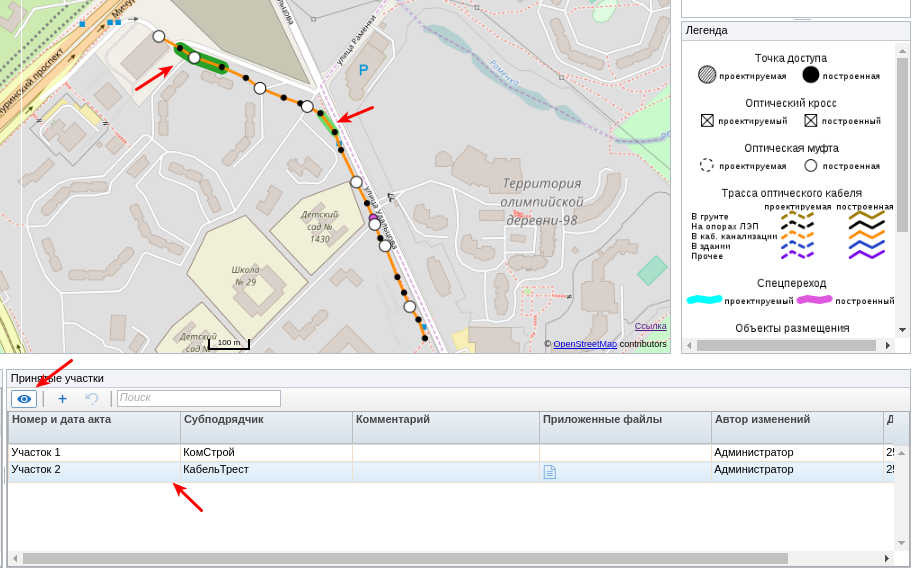 Мичу
уринский проспект
льцова
улица Раменки
P
Раменка
Территория
олимпийской
деревни-98
улица Удальцова
Детский
сад №
1430
Школа
№ 29
Детский
сад №
100 m
Ссылка
© OpenStreetMap contributors
Легенда
Точка доступа
проектируемая построенная
Оптический кросс
проектируемый построенный
Оптическая муфта
проектируемая построенная
Трасса оптического кабеля
проектируемая построенная
В грунте
На опорах ЛЭП
В каб. канализации
В здании
Прочее
Спецпереход
проектируемый построенный
Объекты размещения
Принятые участки
Поиск
Номер и дата акта Субподрядчик Комментарий Приложенные файлы Автор изменений Д
Участок 1 КомСтрой Администратор 25
Участок 2 КабельТрест Администратор 25